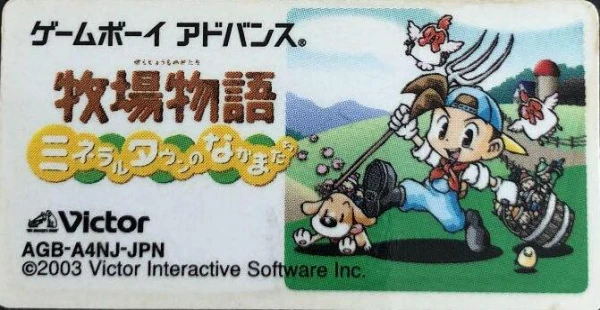 ゲームボーイ アドバンス®
ぼくじょうものがたり
牧場物語
ミネラルタウンのなかまたち
Victor
AGB-A4NJ-JPN
©2003 Victor Interactive Software Inc.